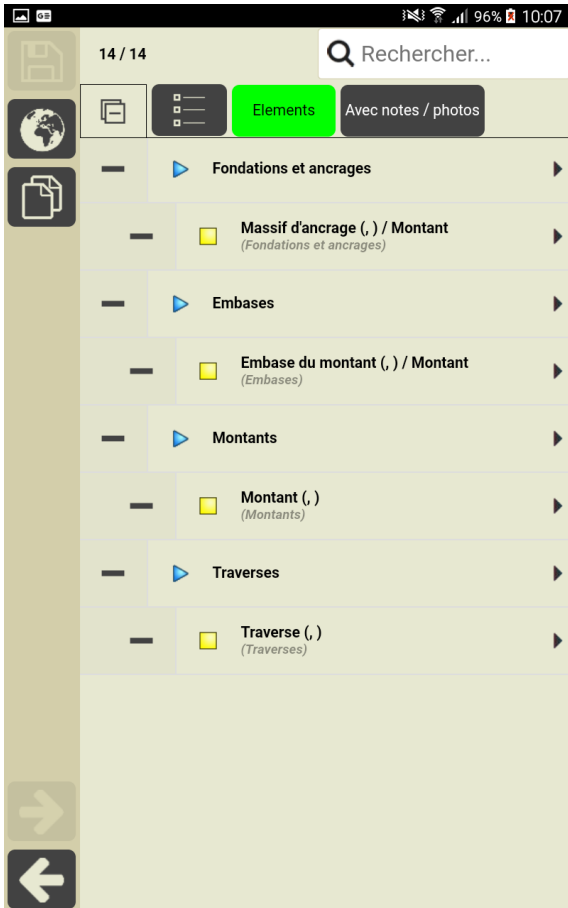 GE 96% 10:07
14 / 14 Rechercher...
Elements Avec notes / photos
Fondations et ancrages
Massif d'ancrage (, ) / Montant
(Fondations et ancrages)
Embases
Embase du montant (, ) / Montant
(Embases)
Montants
Montant (, )
(Montants)
Traverses
Traverse (, )
(Traverses)